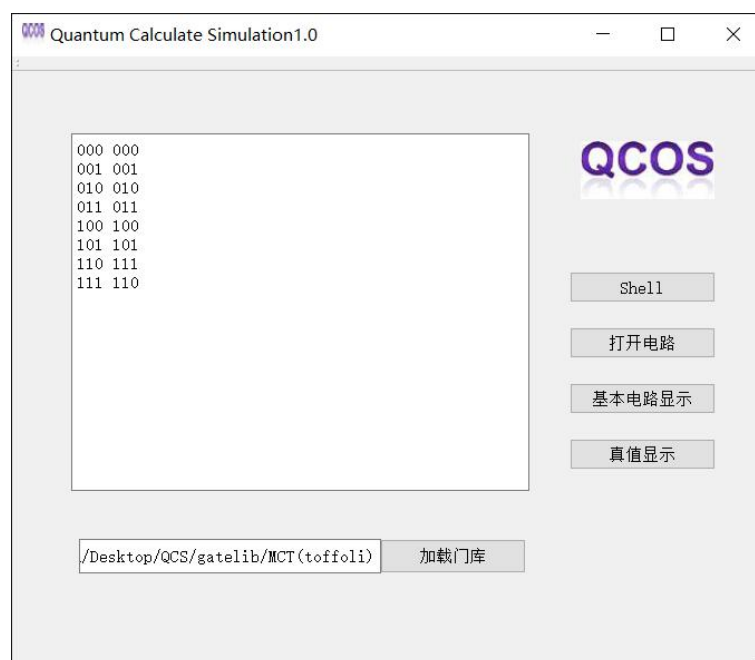 QCOS Quantum Calculate Simulation1.0
000 000
001 001
010 010
011 011
100 100
101 101
110 111
111 110
QCOS
Shell
打开电路
基本电路显示
真值显示
./Desktop/QCS/gatelib/MCT(toffoli)
加载门库